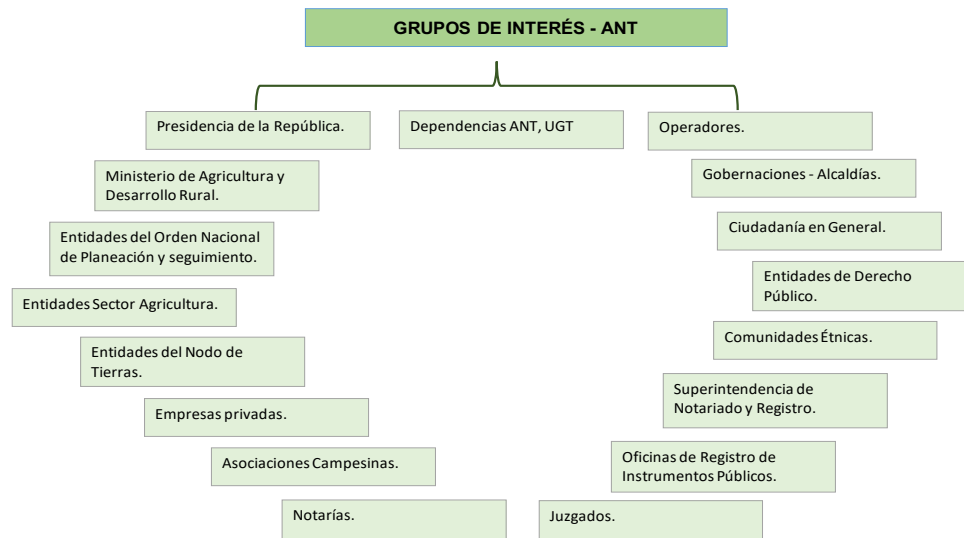 GRUPOS DE INTERÉS - ANT
Presidencia de la República.
Dependencias ANT, UGT
Operadores.
Ministerio de Agricultura y
Desarrollo Rural.
Gobernaciones - Alcaldías.
Entidades del Orden Nacional
de Planeación y seguimiento.
Ciudadanía en General.
Entidades Sector Agricultura.
Entidades de Derecho
Público.
Entidades del Nodo de
Tierras.
Comunidades Étnicas.
Empresas privadas.
Superintendencia de
Notariado y Registro.
Asociaciones Campesinas.
Oficinas de Registro de
Instrumentos Públicos.
Notarías.
Juzgados.